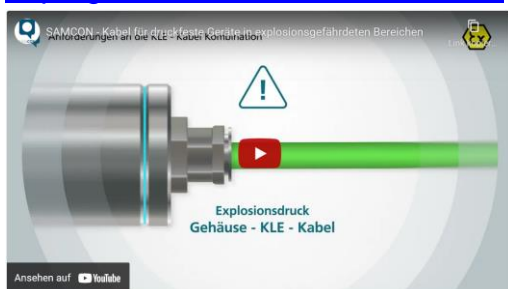 SAMCON - Kabel für druckfeste Geräte in explosionsgefährdeten Bereichen
Anforderungen an die KLE - Kabel Kombination
Explosionsdruck
Gehäuse - KLE - Kabel
Ansehen auf YouTube